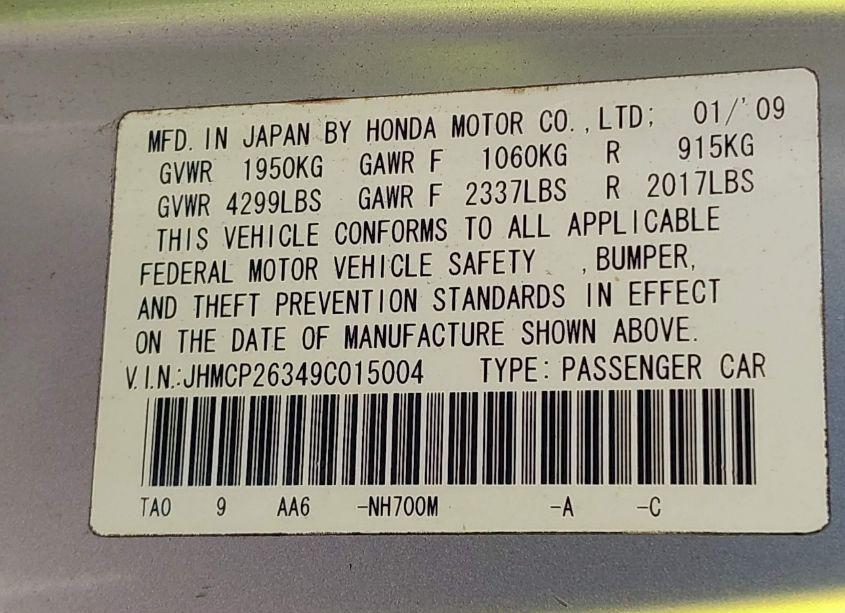 MFD. IN JAPAN BY HONDA MOTOR CO., LTD; 01/'09
GVWR 1950KG GAWR F 1060KG R 915KG
GVWR 4299LBS GAWR F 2337LBS R 2017LBS
THIS VEHICLE CONFORMS TO ALL APPLICABLE
FEDERAL MOTOR VEHICLE SAFETY , BUMPER,
AND THEFT PREVENTION STANDARDS IN EFFECT
ON THE DATE OF MANUFACTURE SHOWN ABOVE.
V.I.N.:JHMCP26349C015004 TYPE: PASSENGER CAR
TA0 9 AA6 -NH700M -A -C